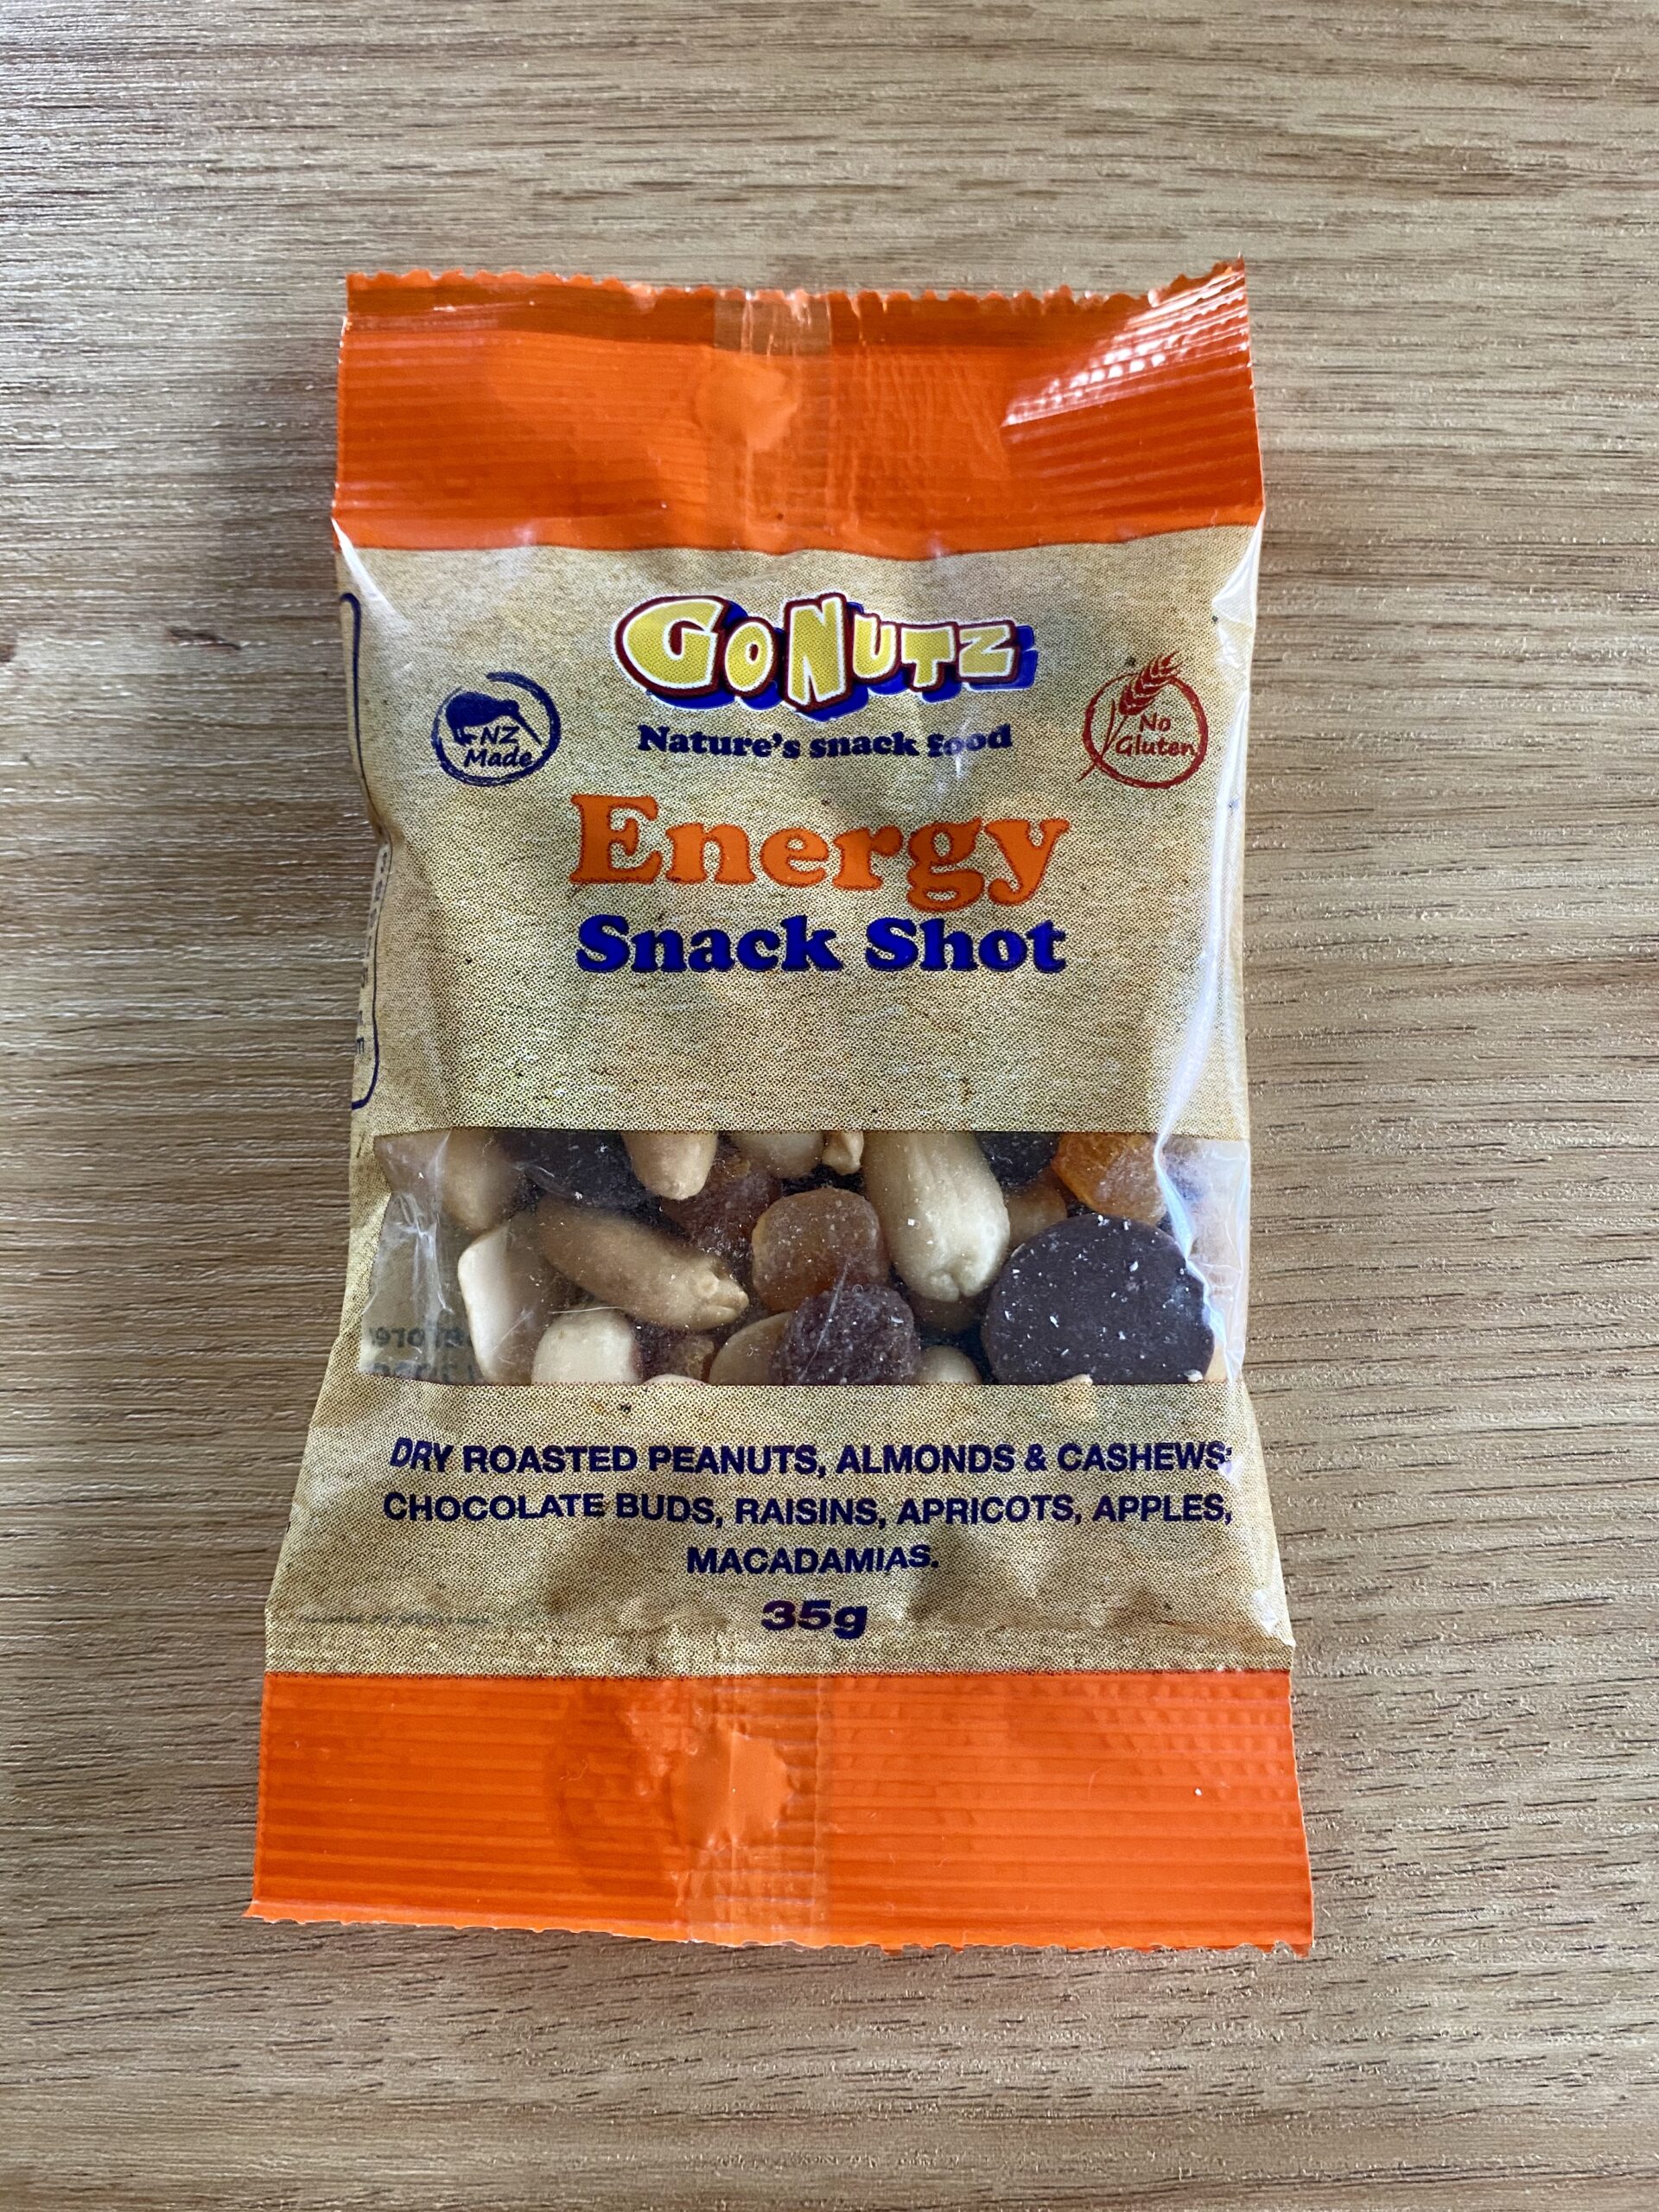 GoNutz
Nature's snack food
NZ
Made
No
Gluten
Energy
Snack Shot
DRY ROASTED PEANUTS, ALMONDS & CASHEWS;
CHOCOLATE BUDS, RAISINS, APRICOTS, APPLES,
MACADAMIAS.
35g